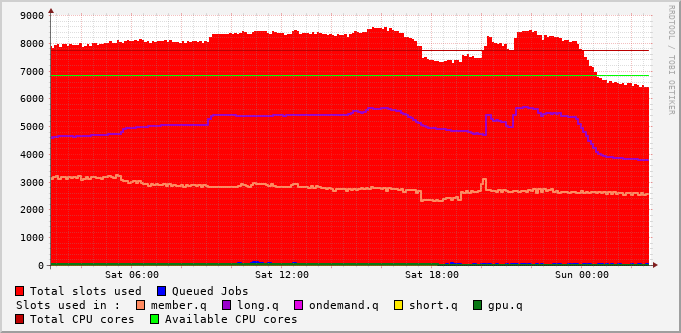 9000
8000
7000
6000
5000
4000
3000
2000
1000
0
Sat 06:00 Sat 12:00 Sat 18:00 Sun 00:00
RRDTOOL / TOBI OETIKER
Total slots used Queued Jobs
Slots used in : member.q long.q ondemand.q short.q gpu.q
Total CPU cores Available CPU cores